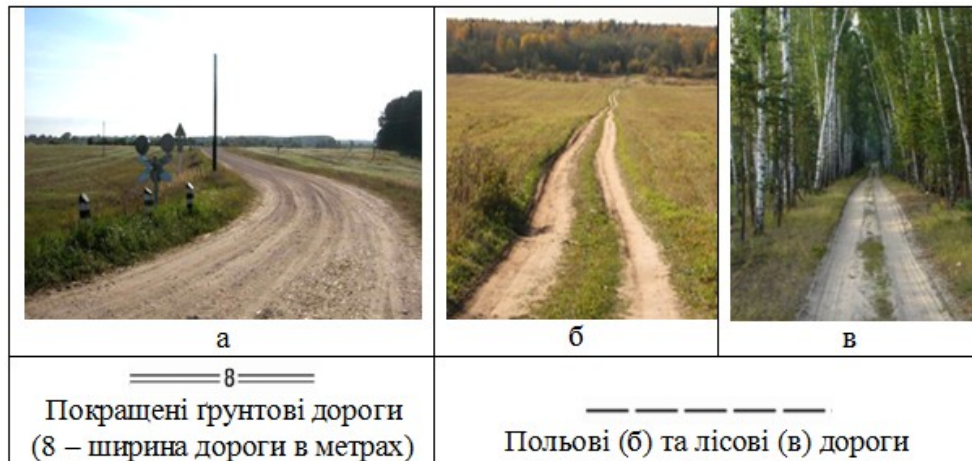 а
б
в
8
Покращені ґрунтові дороги
(8 – ширина дороги в метрах)
Польові (б) та лісові (в) дороги